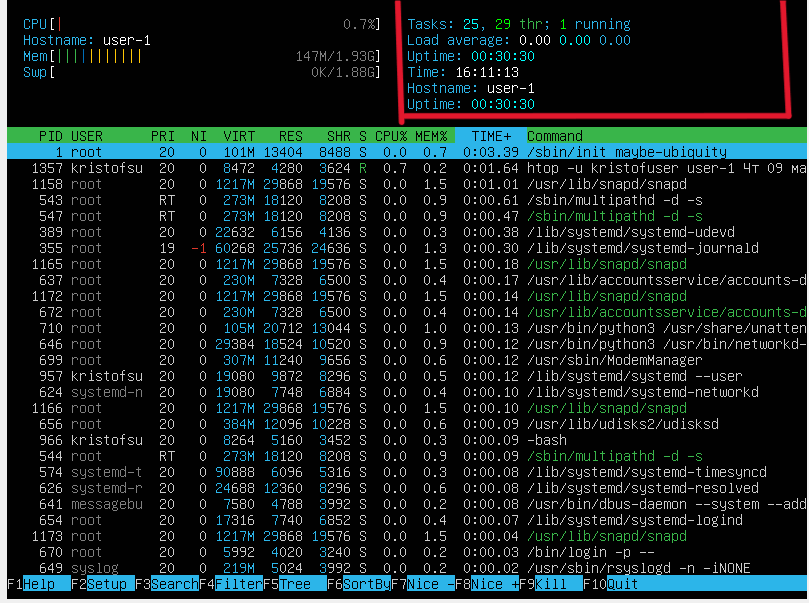 CPU[| 0.7%] Tasks: 25, 29 thr; 1 running
Hostname: user-1 Load average: 0.00 0.00 0.00
Mem[||||||||||| 147M/1.93G] Uptime: 00:30:30
Swp[ 0K/1.88G] Time: 16:11:13
Hostname: user-1
Uptime: 00:30:30
PID USER PRI NI VIRT RES SHR S CPU% MEM% TIME+ Command
1 root 20 0 101M 13404 8488 S 0.0 0.7 0:03.39 /sbin/init maybe-ubiquity
1357 kristofsu 20 0 8472 4280 3624 R 0.7 0.2 0:01.64 htop -u kristofuser user-1 Чт 09 ма
1158 root 20 0 1217M 29868 19576 S 0.0 1.5 0:01.01 /usr/lib/snapd/snapd
543 root RT 0 273M 18120 8208 S 0.0 0.9 0:00.61 /sbin/multipathd -d -s
547 root RT 0 273M 18120 8208 S 0.0 0.9 0:00.47 /sbin/multipathd -d -s
389 root 20 0 22632 6156 4136 S 0.0 0.3 0:00.38 /lib/systemd/systemd-udevd
355 root 19 -1 60268 25736 24636 S 0.0 1.3 0:00.30 /lib/systemd/systemd-journald
1165 root 20 0 1217M 29868 19576 S 0.0 1.5 0:00.18 /usr/lib/snapd/snapd
637 root 20 0 230M 7328 6500 S 0.0 0.4 0:00.17 /usr/lib/accountsservice/accounts-d
1172 root 20 0 1217M 29868 19576 S 0.0 1.5 0:00.14 /usr/lib/snapd/snapd
672 root 20 0 230M 7328 6500 S 0.0 0.4 0:00.14 /usr/lib/accountsservice/accounts-d
710 root 20 0 105M 20712 13044 S 0.0 1.0 0:00.13 /usr/bin/python3 /usr/share/unatten
646 root 20 0 29384 18524 10520 S 0.0 0.9 0:00.12 /usr/bin/python3 /usr/bin/networkd-
699 root 20 0 307M 11240 9656 S 0.0 0.6 0:00.12 /usr/sbin/ModemManager
957 kristofsu 20 0 19080 9872 8296 S 0.0 0.5 0:00.12 /lib/systemd/systemd --user
624 systemd-n 20 0 19080 7748 6884 S 0.0 0.4 0:00.10 /lib/systemd/systemd-networkd
1166 root 20 0 1217M 29868 19576 S 0.0 1.5 0:00.10 /usr/lib/snapd/snapd
656 root 20 0 384M 12096 10228 S 0.0 0.6 0:00.09 /usr/lib/udisks2/udisksd
966 kristofsu 20 0 8264 5160 3452 S 0.0 0.3 0:00.09 -bash
544 root RT 0 273M 18120 8208 S 0.0 0.9 0:00.09 /sbin/multipathd -d -s
574 systemd-t 20 0 90888 6096 5316 S 0.0 0.3 0:00.08 /lib/systemd/systemd-timesyncd
626 systemd-r 20 0 24688 12360 8296 S 0.0 0.6 0:00.08 /lib/systemd/systemd-resolved
641 messagebu 20 0 7580 4788 3992 S 0.0 0.2 0:00.08 /usr/bin/dbus-daemon --system --add
654 root 20 0 17316 7740 6852 S 0.0 0.4 0:00.07 /lib/systemd/systemd-logind
1173 root 20 0 1217M 29868 19576 S 0.0 1.5 0:00.04 /usr/lib/snapd/snapd
670 root 20 0 5992 4020 3240 S 0.0 0.2 0:00.03 /bin/login -p --
649 syslog 20 0 219M 5024 3992 S 0.0 0.2 0:00.02 /usr/sbin/rsyslogd -n -iNONE
F1Help F2Setup F3SearchF4FilterF5Tree F6SortByF7Nice -F8Nice +F9Kill F10Quit